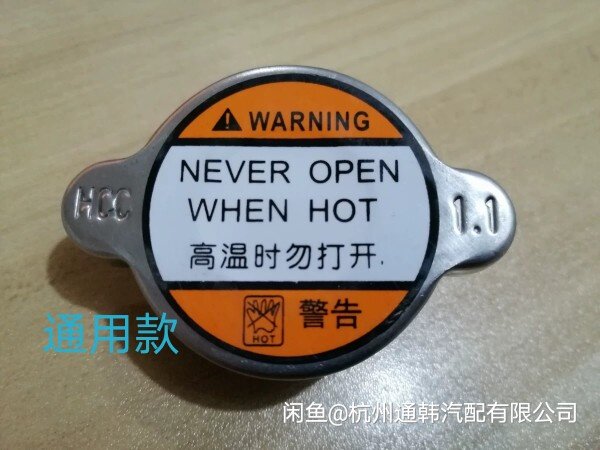 WARNING
NEVER OPEN
WHEN HOT
HCC
1.1
高温时勿打开.
HOT
警告
通用款
闲鱼@杭州通韩汽配有限公司